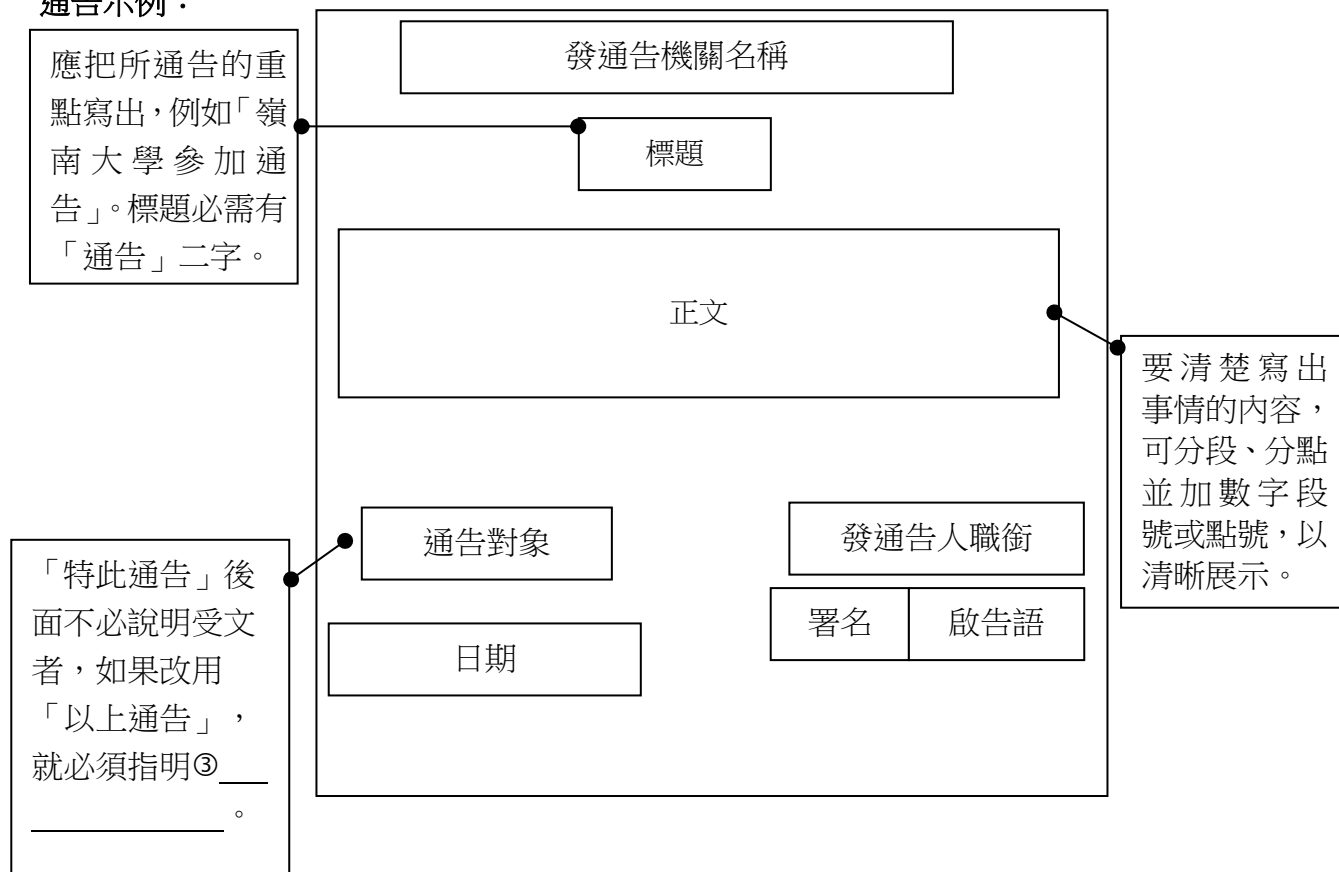 通告示例：
應把所通告的重
點寫出，例如「嶺
南大學參加通
告」。標題必需有
「通告」二字。
發通告機關名稱
標題
正文
要清楚寫出
事情的內容，
可分段、分點
並加數字段
號或點號，以
清晰展示。
通告對象
發通告人職銜
署名
啟告語
日期
「特此通告」後
面不必說明受文
者，如果改用
「以上通告」，
就必須指明③___
____________。